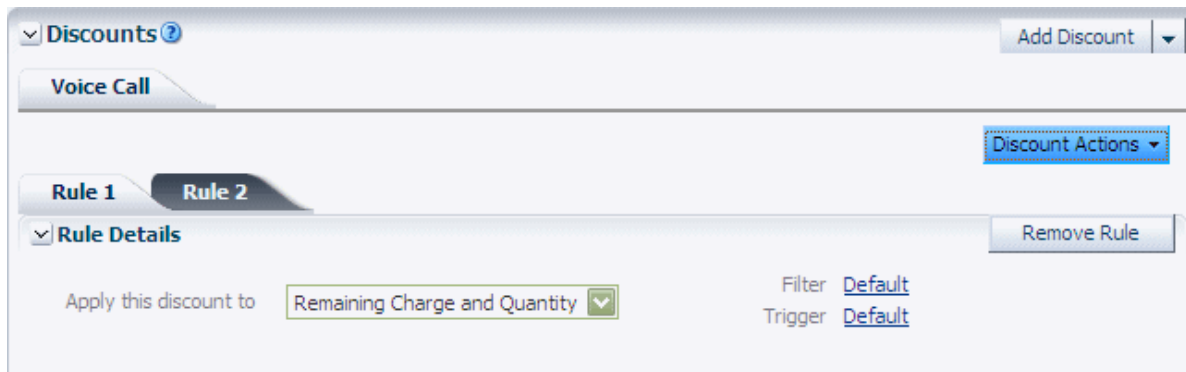 Discounts ?
Add Discount
Voice Call
Discount Actions
Rule 1
Rule 2
Rule Details
Remove Rule
Apply this discount to
Remaining Charge and Quantity
Filter Default
Trigger Default